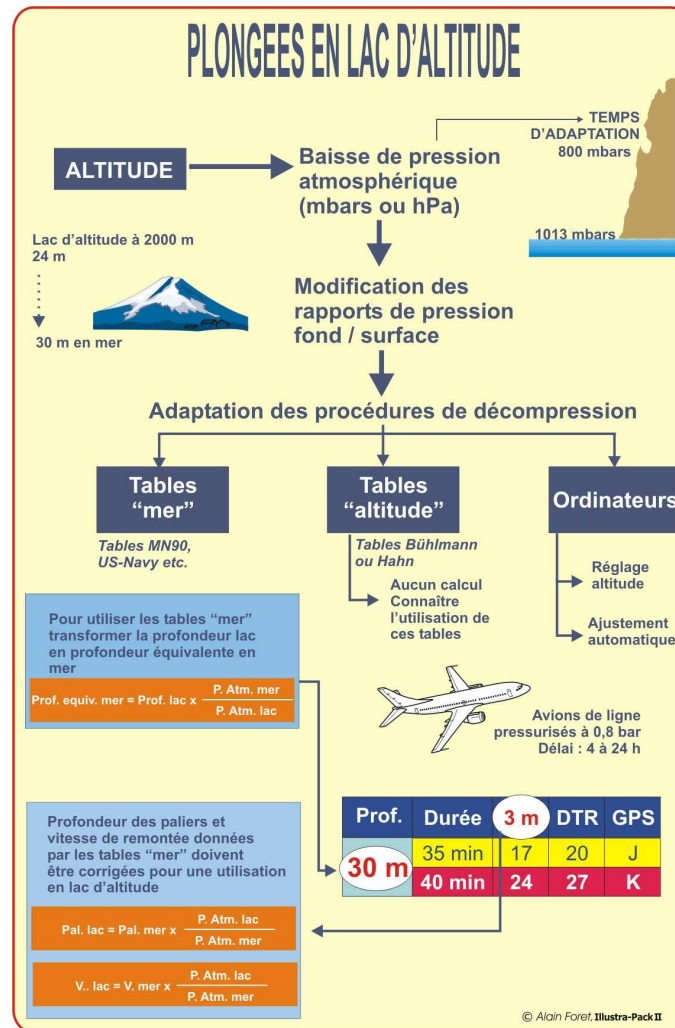 PLONGEES EN LAC D'ALTITUDE
TEMPS
D'ADAPTATION
800 mbars
ALTITUDE
Baisse de pression
atmosphérique
(mbars ou hPa)
1013 mbars
Lac d'altitude à 2000 m
24 m
30 m en mer
Modification des
rapports de pression
fond / surface
Adaptation des procédures de décompression
Tables
“mer”
Tables MN90,
US-Navy etc.
Tables
“altitude”
Tables Bühlmann
ou Hahn
Aucun calcul
Connaître
l'utilisation de
ces tables
Ordinateurs
Réglage
altitude
Ajustement
automatique
Pour utiliser les tables “mer”
transformer la profondeur lac
en profondeur équivalente en
mer
Prof. equiv. mer = Prof. lac x P. Atm. mer
P. Atm. lac
Avions de ligne
pressurisés à 0,8 bar
Délai : 4 à 24 h
Prof. Durée 3 m DTR GPS
30 m
35 min 17 20 J
40 min 24 27 K
Profondeur des paliers et
vitesse de remontée données
par les tables “mer” doivent
être corrigées pour une utilisation
en lac d'altitude
Pal. lac = Pal. mer x P. Atm. lac
P. Atm. mer
V.. lac = V. mer x P. Atm. lac
P. Atm. mer
© Alain Foret, Illustra-Pack II